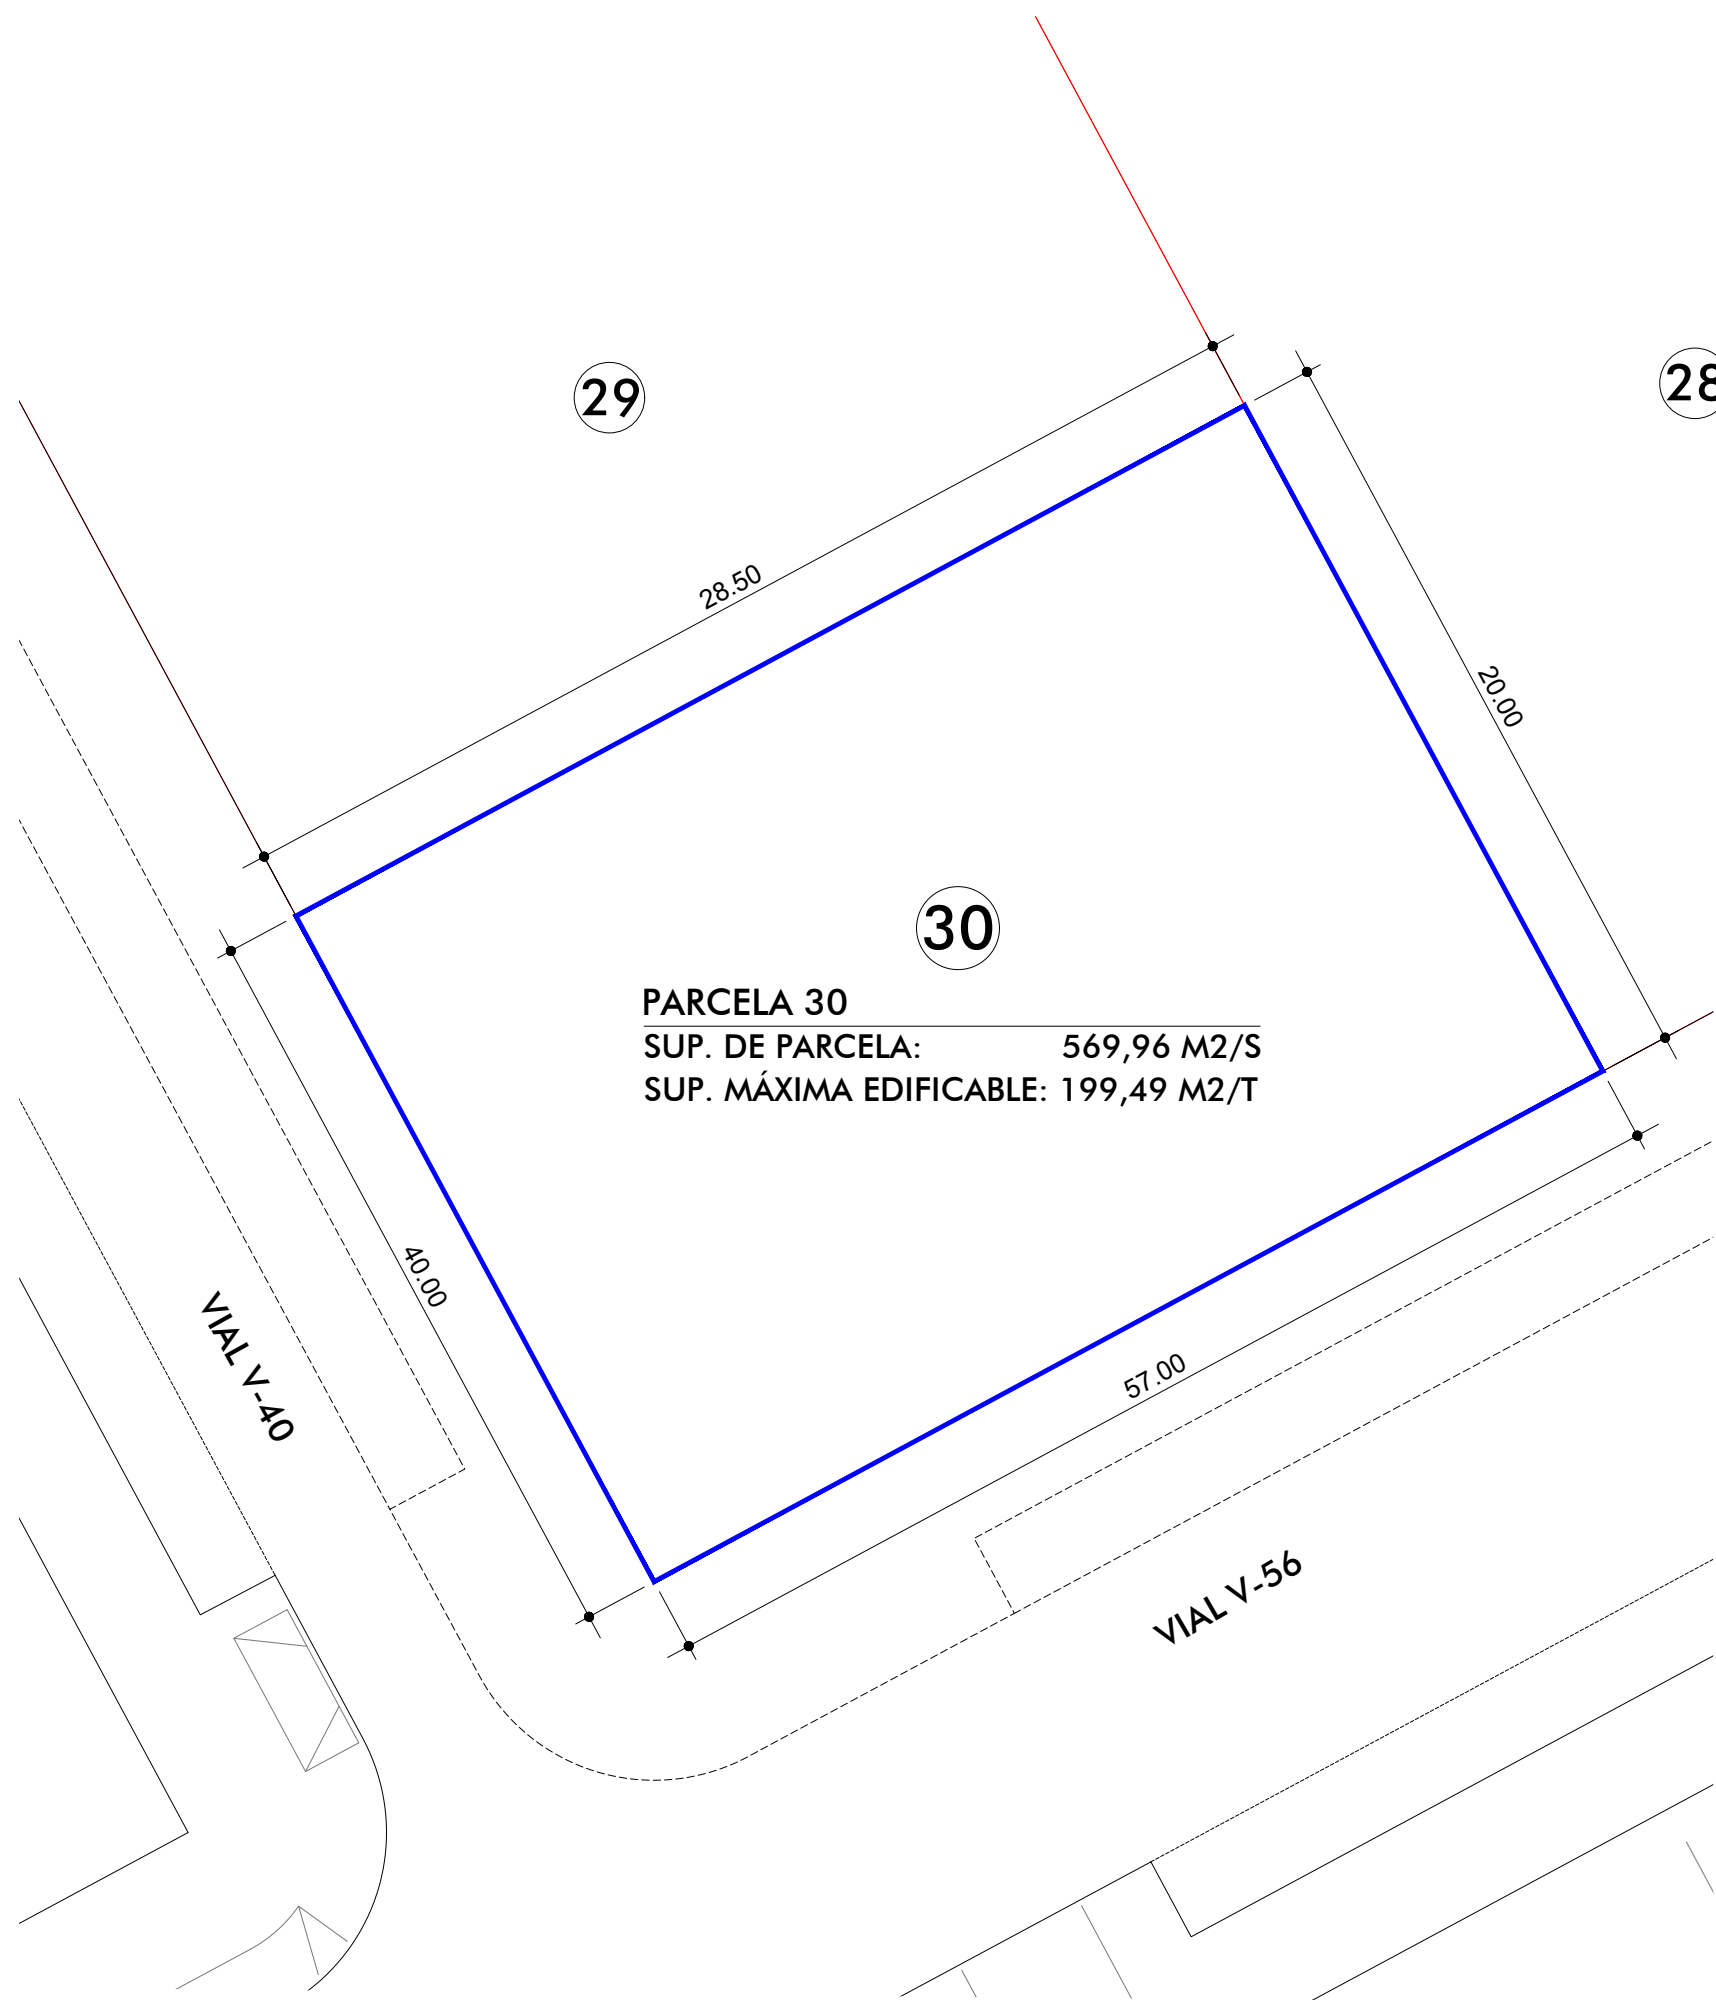 29
28
28.50
20.00
30
PARCELA 30
SUP. DE PARCELA: 569,96 M2/S
SUP. MÁXIMA EDIFICABLE: 199,49 M2/T
40.00
57.00
VIAL V-40
VIAL V-56